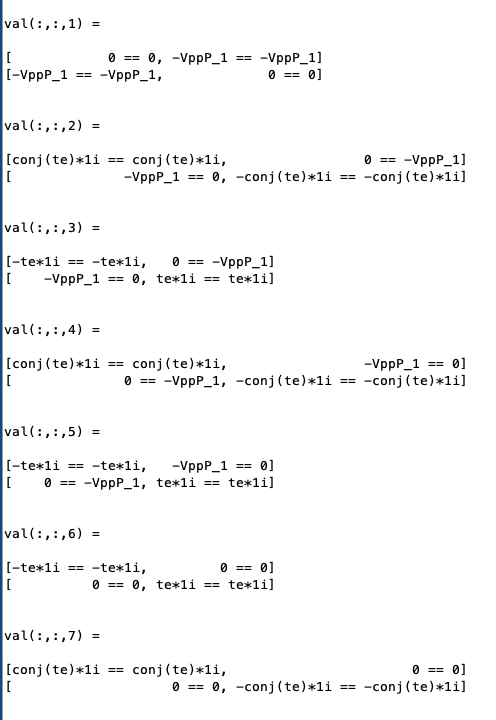 val(:,:,1) =
[            0 == 0, -VppP_1 == -VppP_1]
[-VppP_1 == -VppP_1,             0 == 0]
val(:,:,2) =
[conj(te)*1i == conj(te)*1i,                 0 == -VppP_1]
[              -VppP_1 == 0, -conj(te)*1i == -conj(te)*1i]
val(:,:,3) =
[-te*1i == -te*1i,   0 == -VppP_1]
[    -VppP_1 == 0, te*1i == te*1i]
val(:,:,4) =
[conj(te)*1i == conj(te)*1i,                 -VppP_1 == 0]
[              0 == -VppP_1, -conj(te)*1i == -conj(te)*1i]
val(:,:,5) =
[-te*1i == -te*1i,   -VppP_1 == 0]
[    0 == -VppP_1, te*1i == te*1i]
val(:,:,6) =
[-te*1i == -te*1i,         0 == 0]
[          0 == 0, te*1i == te*1i]
val(:,:,7) =
[conj(te)*1i == conj(te)*1i,                       0 == 0]
[                    0 == 0, -conj(te)*1i == -conj(te)*1i]